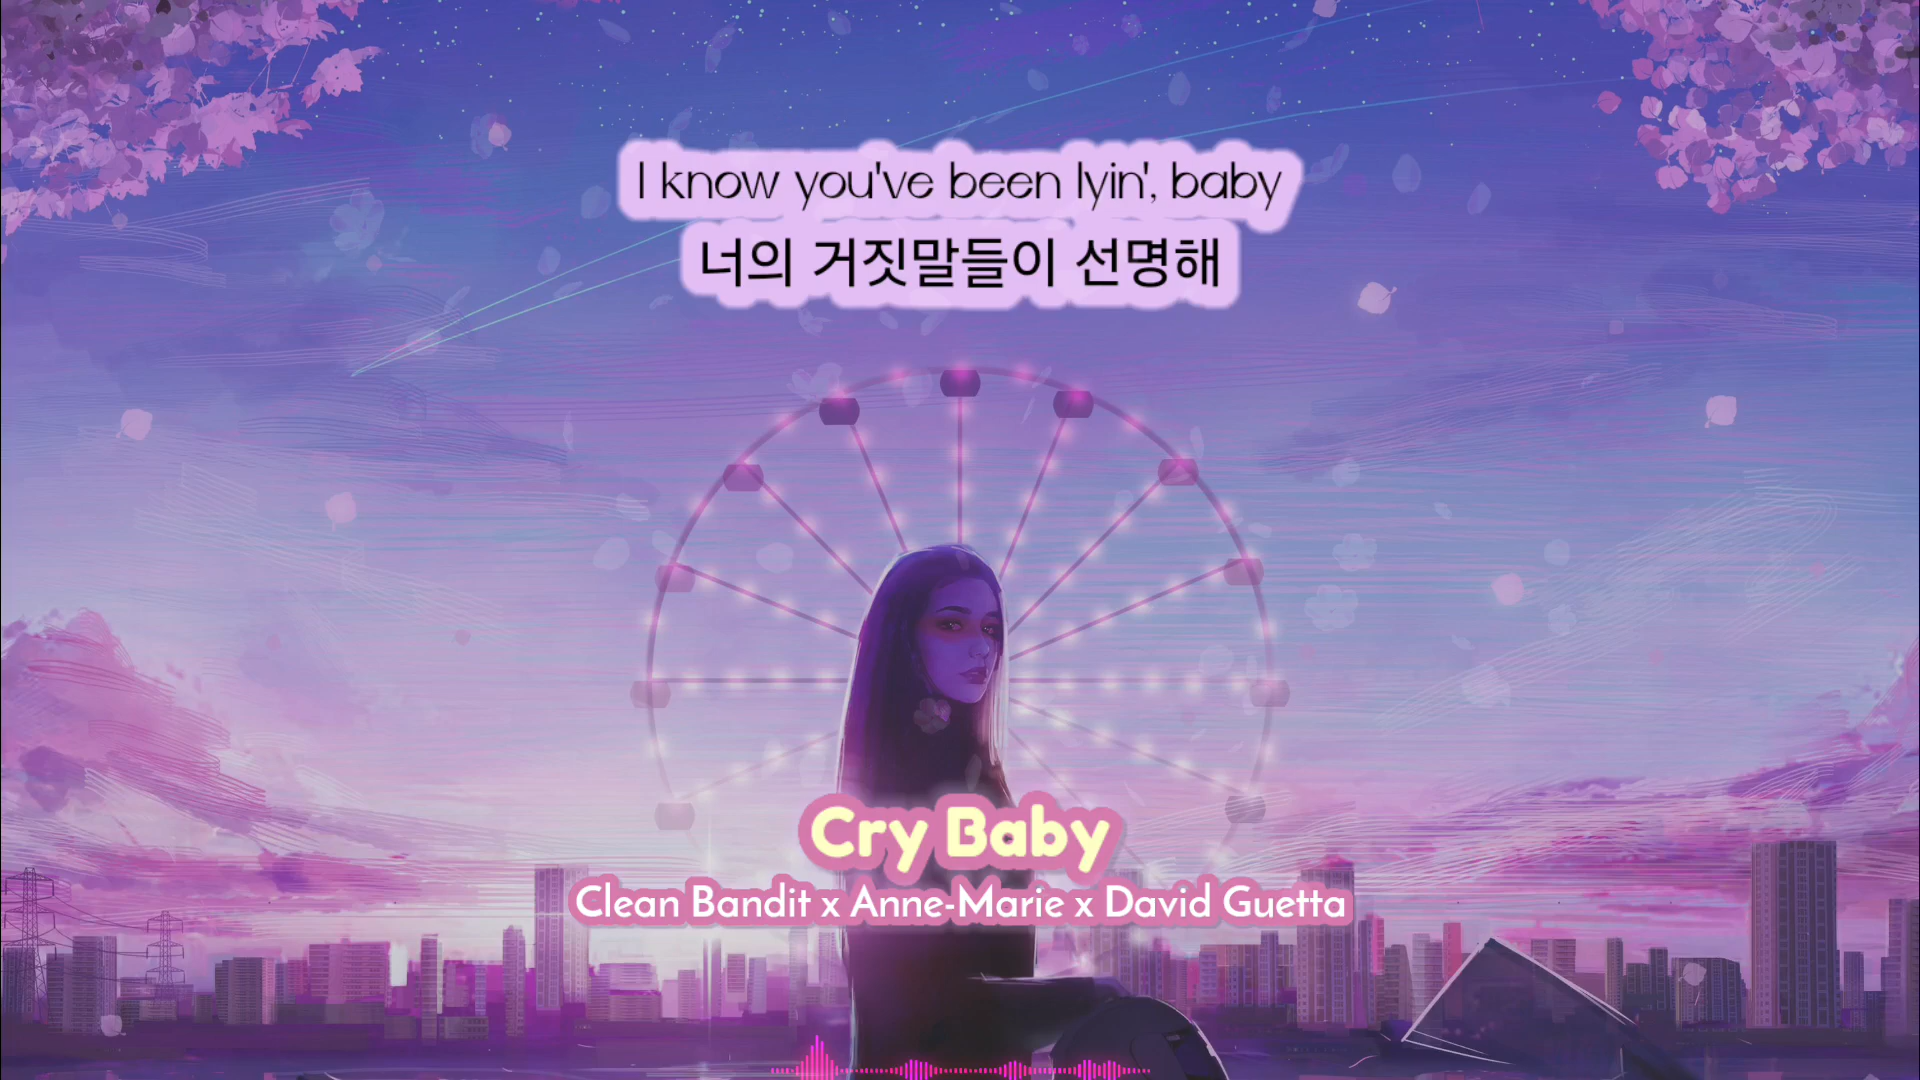 I know you've been lyin', baby
너의 거짓말들이 선명해
Cry Baby
Clean Bandit x Anne-Marie x David Guetta